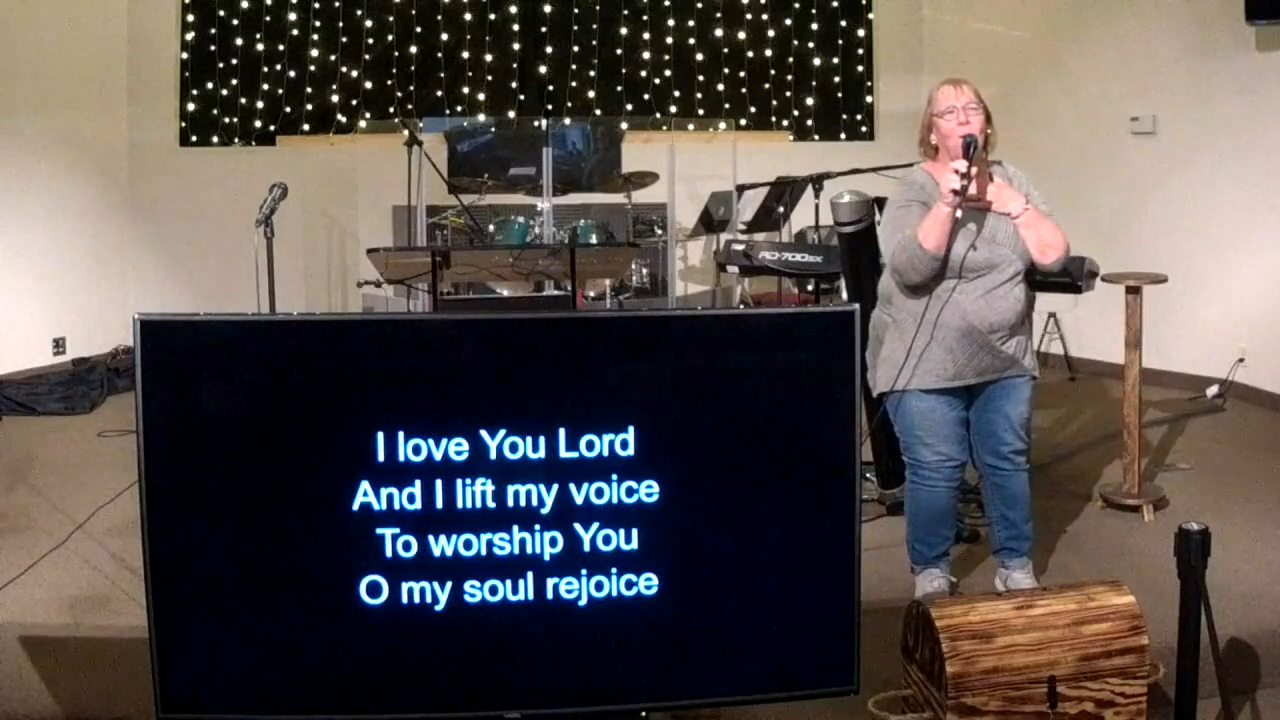 RD-700SX
I love You Lord
And I lift my voice
To worship You
O my soul rejoice